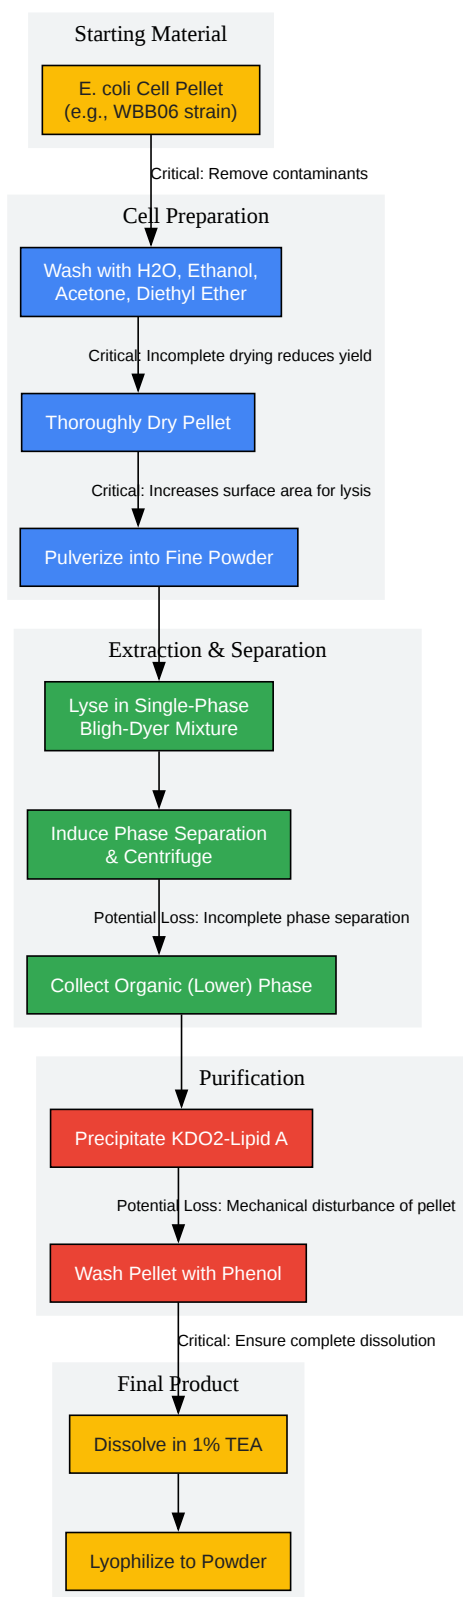 Starting Material
E. coli Cell Pellet
(e.g., WBB06 strain)
Critical: Remove contaminants
Cell Preparation
Wash with H2O, Ethanol,
Acetone, Diethyl Ether
Critical: Incomplete drying reduces yield
Thoroughly Dry Pellet
Critical: Increases surface area for lysis
Pulverize into Fine Powder
Extraction & Separation
Lyse in Single-Phase
Bligh-Dyer Mixture
Induce Phase Separation
& Centrifuge
Potential Loss: Incomplete phase separation
Collect Organic (Lower) Phase
Purification
Precipitate KDO2-Lipid A
Potential Loss: Mechanical disturbance of pellet
Wash Pellet with Phenol
Critical: Ensure complete dissolution
Final Product
Dissolve in 1% TEA
Lyophilize to Powder